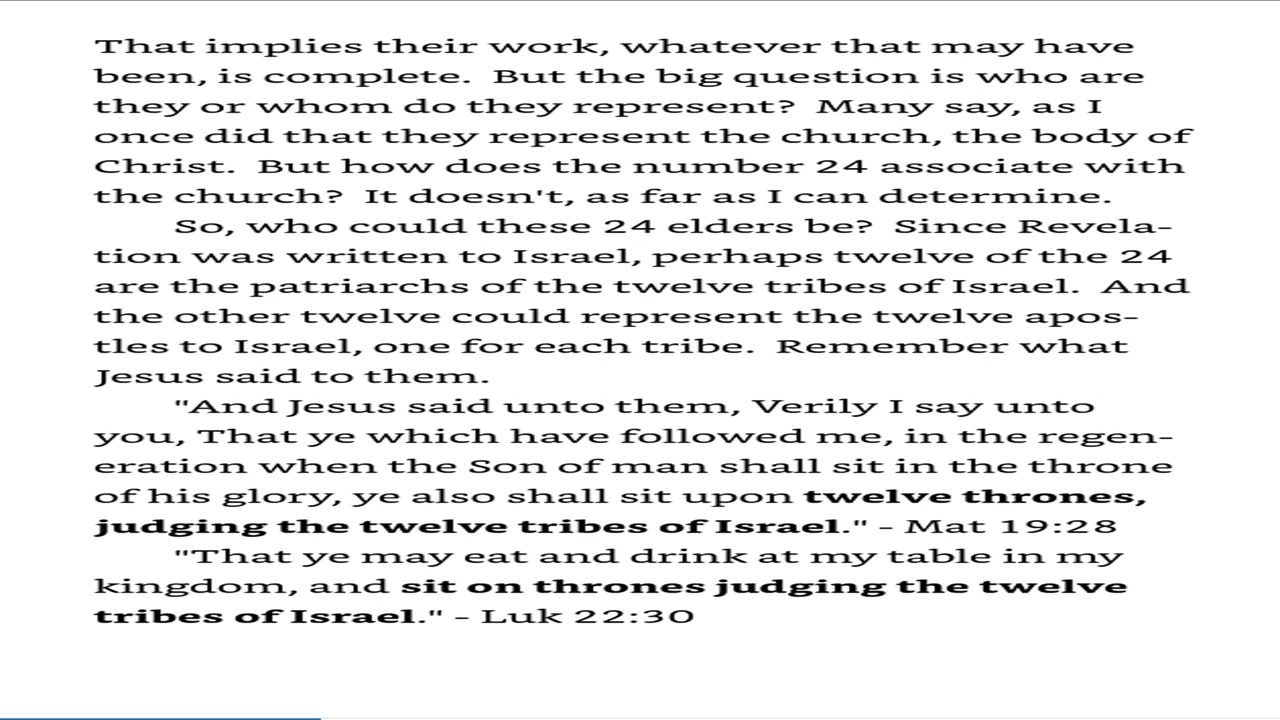 That implies their work, whatever that may have
been, is complete.  But the big question is who are
they or whom do they represent?  Many say, as I
once did that they represent the church, the body of
Christ.  But how does the number 24 associate with
the church?  It doesn't, as far as I can determine.
So, who could these 24 elders be?  Since Revela-
tion was written to Israel, perhaps twelve of the 24
are the patriarchs of the twelve tribes of Israel.  And
the other twelve could represent the twelve apos-
tles to Israel, one for each tribe.  Remember what
Jesus said to them.
"And Jesus said unto them, Verily I say unto
you, That ye which have followed me, in the regen-
eration when the Son of man shall sit in the throne
of his glory, ye also shall sit upon twelve thrones,
judging the twelve tribes of Israel." - Mat 19:28
"That ye may eat and drink at my table in my
kingdom, and sit on thrones judging the twelve
tribes of Israel." - Luk 22:30